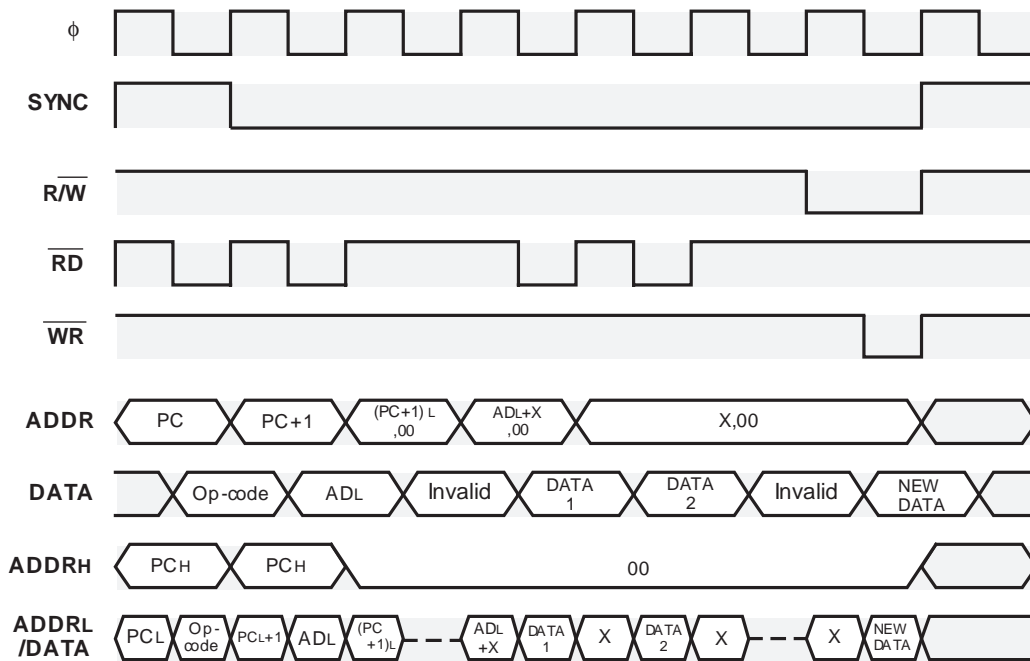 ϕ
SYNC
R/W
RD
WR
ADDR
PC
PC+1
(PC+1) L
,00
ADL+X
,00
X,00
DATA
Op-code
ADL
Invalid
DATA
1
DATA
2
Invalid
NEW
DATA
ADDRH
PCH
PCH
00
ADDRL
/DATA
PCL
Op-
code
PCL+1
ADL
(PC
+1)L
ADL
+X
DATA
1
X
DATA
2
X
X
NEW
DATA